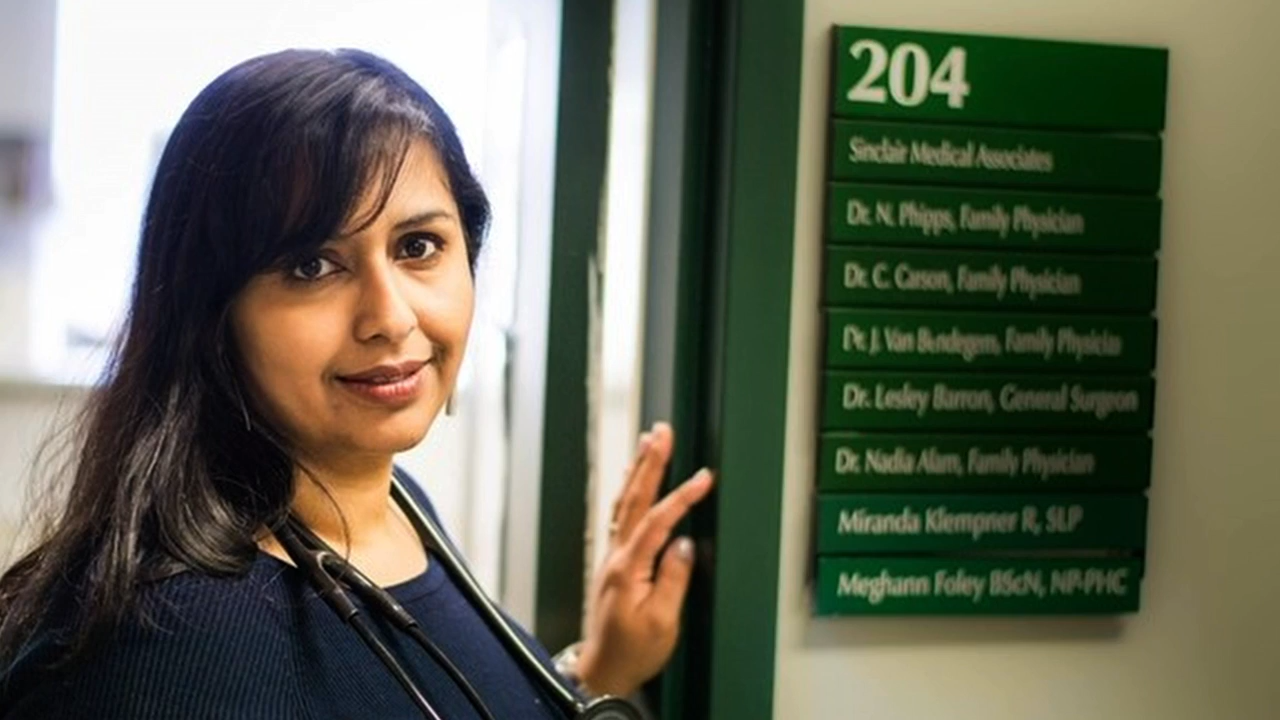 204
Sinclair Medical Associates
Dr. N. Phipps, Family Physician
Dr. C. Carson, Family Physician
Dr. J. Van Bendegem, Family Physician
Dr. Lesley Barron, General Surgeon
Dr. Nadia Alam, Family Physician
Miranda Klempner R, SLP
Meghann Foley BScN, NP-PHC